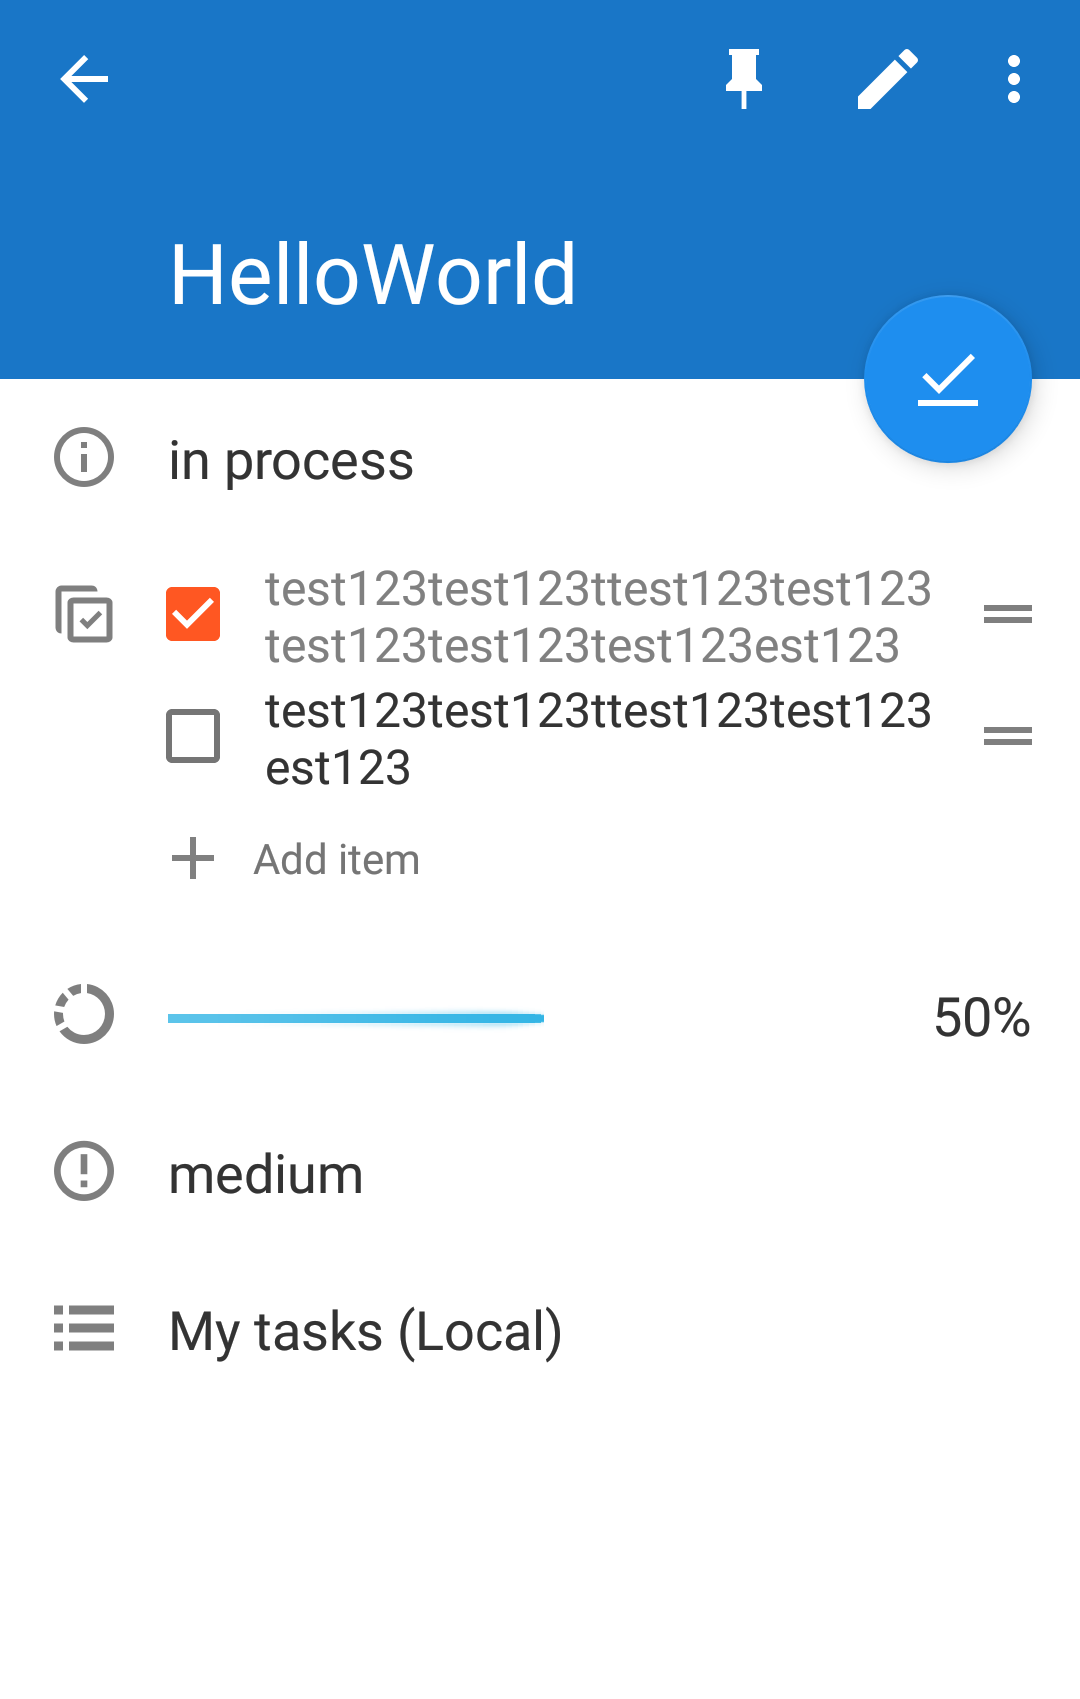 HelloWorld
in process
test123test123ttest123test123
test123test123test123est123
test123test123ttest123test123
est123
Add item
50%
medium
My tasks (Local)